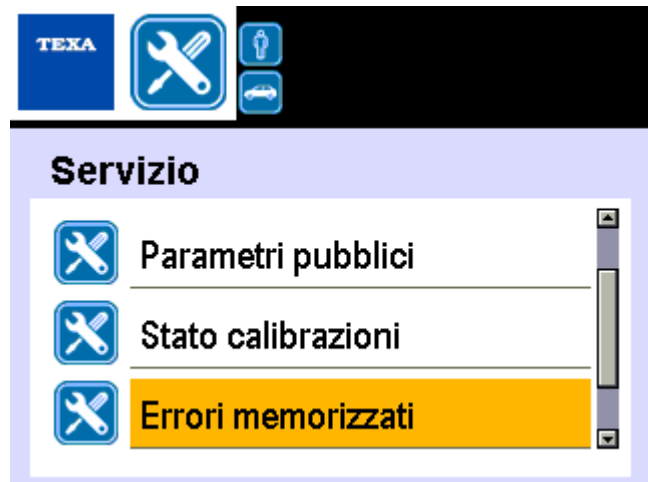 TEXA
Servizio
Parametri pubblici
Stato calibrazioni
Errori memorizzati